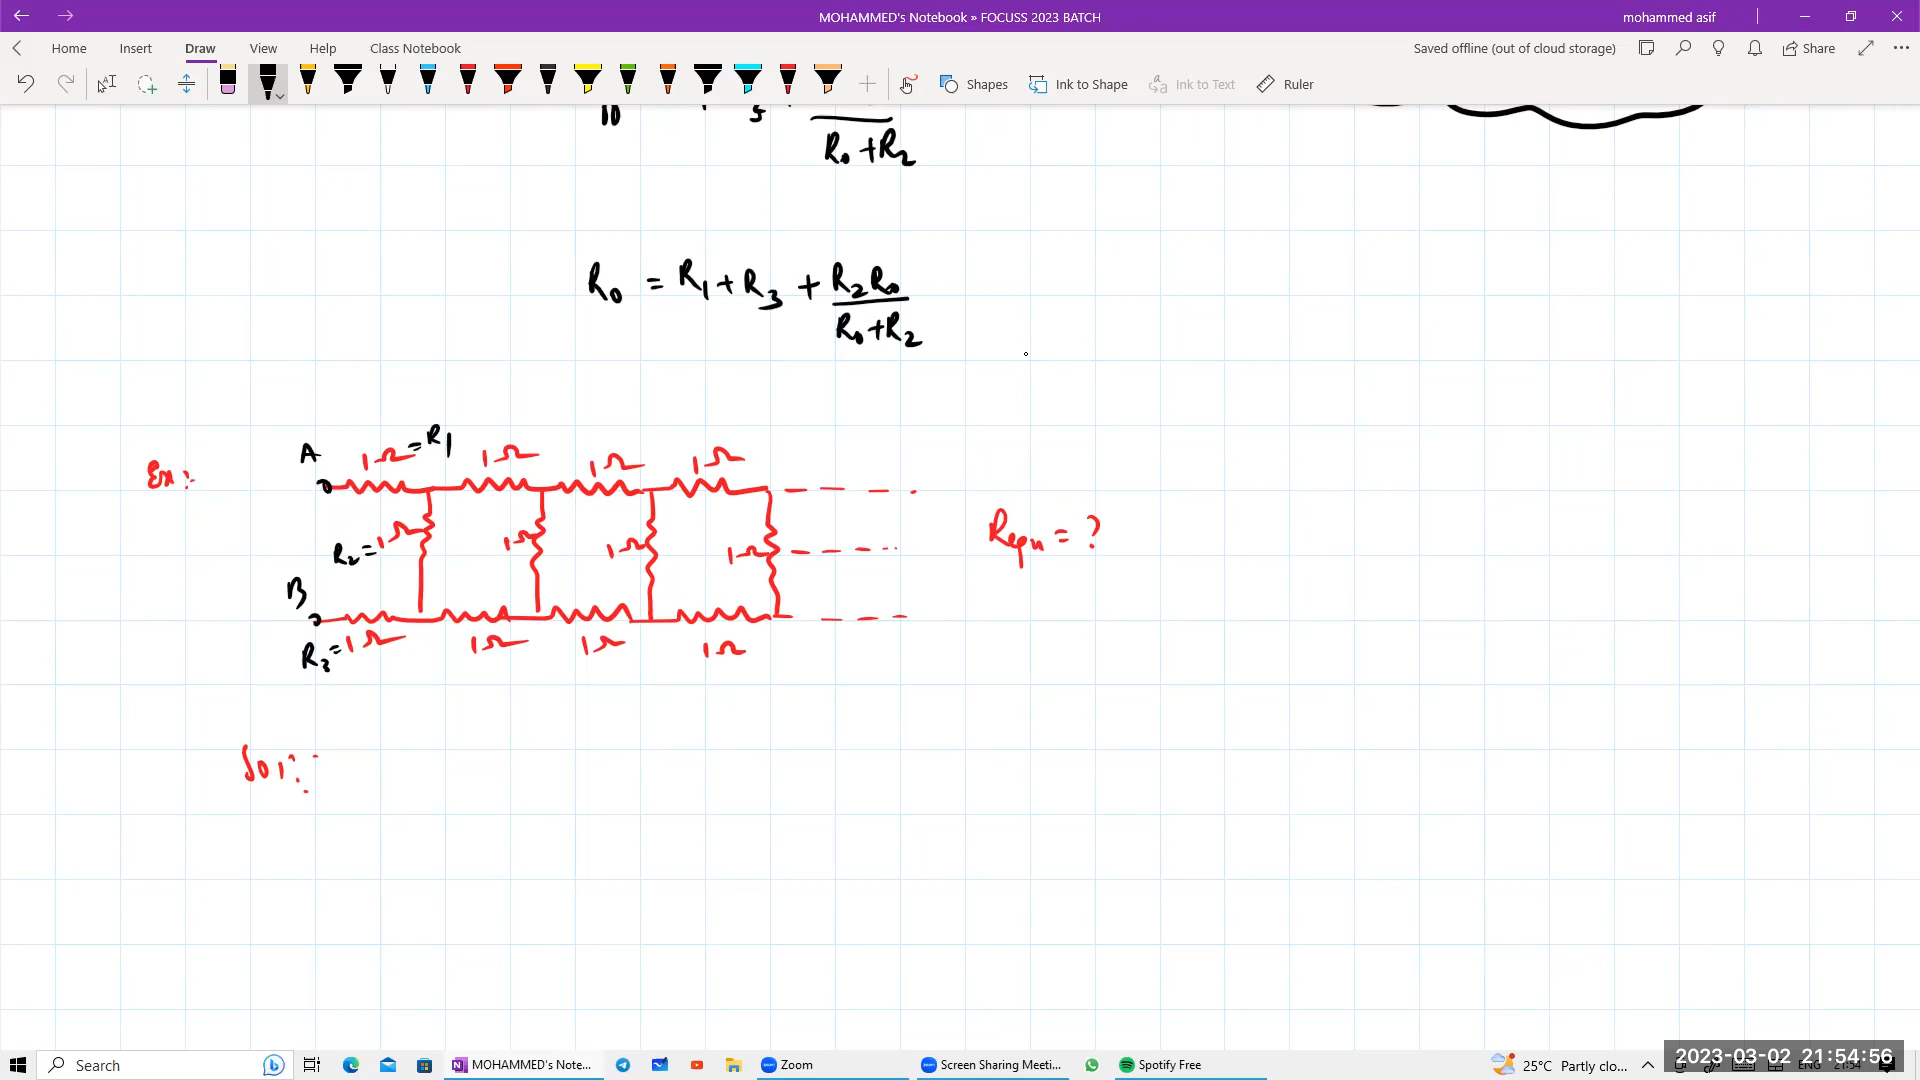 MOHAMMED's Notebook » FOCUSS 2023 BATCH
mohammed asif
Home Insert Draw View Help Class Notebook
Saved offline (out of cloud storage)
Share
Shapes
Ink to Shape
Ink to Text
Ruler
R₀+R₂
R₀ = R₁+R₃ + R₂R₀
R₀+R₂
Ex:
A 1Ω=R₁ 1Ω 1Ω 1Ω
R₂=1Ω 1Ω 1Ω 1Ω
Requ = ?
B
R₃=1Ω 1Ω 1Ω 1Ω
Sol:
Search
MOHAMMED's Note...
Zoom
Screen Sharing Meeti...
Spotify Free
25°C Partly clo...
ENG
2023-03-02 21:54:56